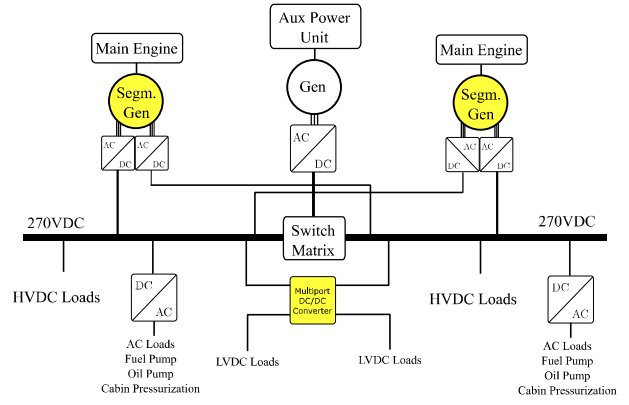 Main Engine
Aux Power
Unit
Main Engine
Segm.
Gen
Gen
Segm.
Gen
AC
DC
AC
DC
AC
DC
AC
DC
AC
DC
270VDC
Switch
Matrix
270VDC
HVDC Loads
DC
AC
Multiport
DC/DC
Converter
HVDC Loads
DC
AC
AC Loads
Fuel Pump
Oil Pump
Cabin Pressurization
LVDC Loads
LVDC Loads
AC Loads
Fuel Pump
Oil Pump
Cabin Pressurization